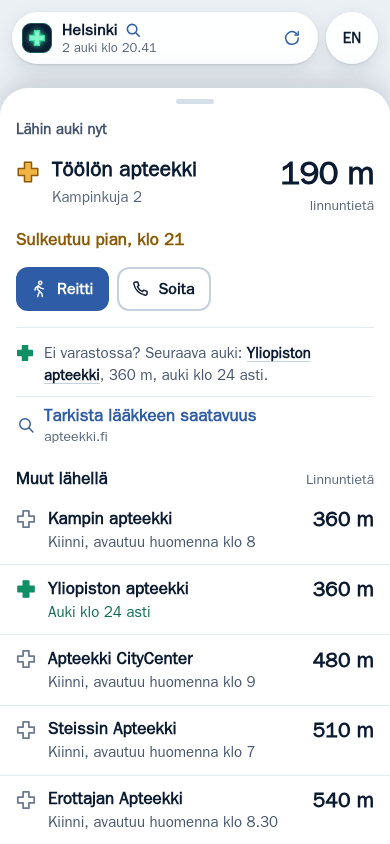 Helsinki
2 auki klo 20.41
EN
Lähin auki nyt
Töölön apteekki
190 m
Kampinkuja 2
linnuntietä
Sulkeutuu pian, klo 21
Reitti
Soita
Ei varastossa? Seuraava auki: Yliopiston
apteekki, 360 m, auki klo 24 asti.
Tarkista lääkkeen saatavuus
apteekki.fi
Muut lähellä
Linnuntietä
Kampin apteekki
360 m
Kiinni, avautuu huomenna klo 8
Yliopiston apteekki
360 m
Auki klo 24 asti
Apteekki CityCenter
480 m
Kiinni, avautuu huomenna klo 9
Steissin Apteekki
510 m
Kiinni, avautuu huomenna klo 7
Erottajan Apteekki
540 m
Kiinni, avautuu huomenna klo 8.30